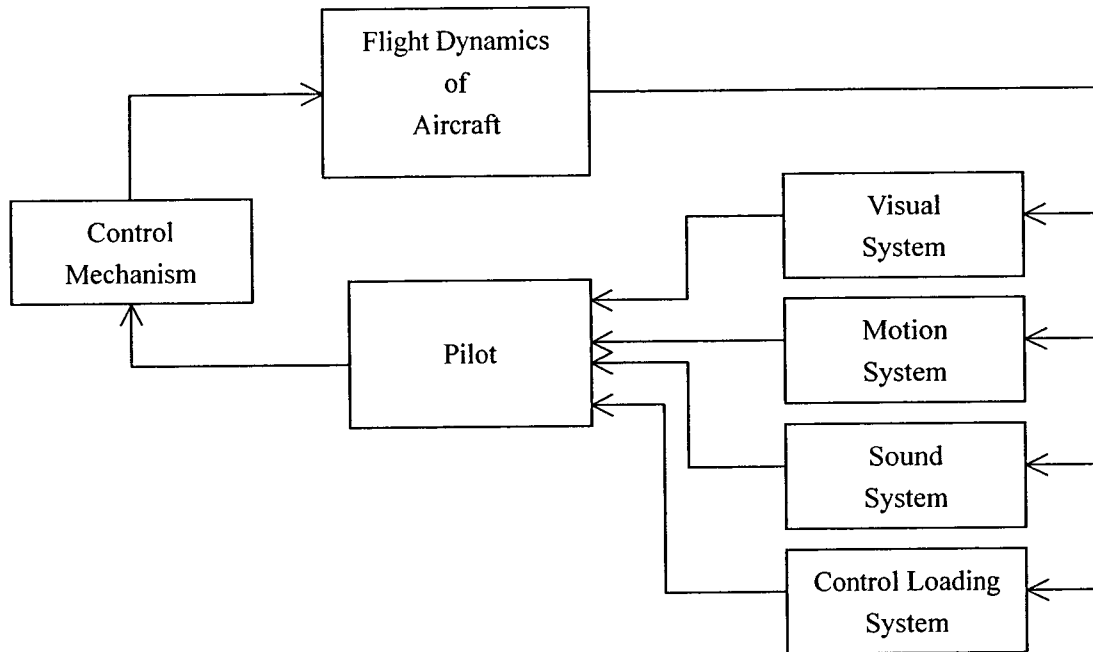 Flight Dynamics
of
Aircraft
Control
Mechanism
Pilot
Visual
System
Motion
System
Sound
System
Control Loading
System